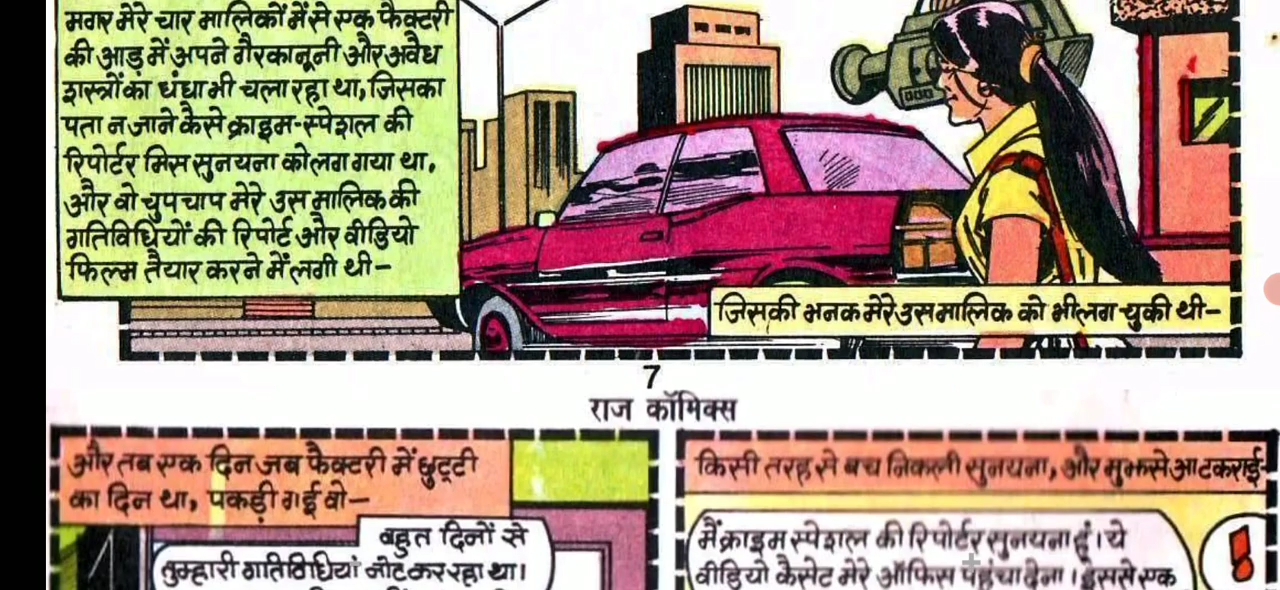 मगर मेरे चार मालिकों में से एक फैक्टरी
की आड़ में अपने गैरकानूनी और अवैध
शस्त्रों का धंधा भी चला रहा था, जिसका
पता न जाने कैसे क्राइम-स्पेशल की
रिपोर्टर मिस सुनयना को लग गया था,
और वो चुपचाप मेरे उस मालिक की
गतिविधियों की रिपोर्ट और वीडियो
फिल्म तैयार करने में लगी थी-
जिसकी भनक मेरे उस मालिक को भी लग चुकी थी-
7
राज कॉमिक्स
और तब एक दिन जब फैक्टरी में छुट्टी
का दिन था, पकड़ी गई वो-
बहुत दिनों से
तुम्हारी गतिविधियां नोट कर रहा था।
किसी तरह से बच निकली सुनयना, और मुझसे आ टकराई-
मैं क्राइम स्पेशल की रिपोर्टर सुनयना हूं। ये
वीडियो कैसेट मेरे ऑफिस पहुंचा देना। इससे एक
!